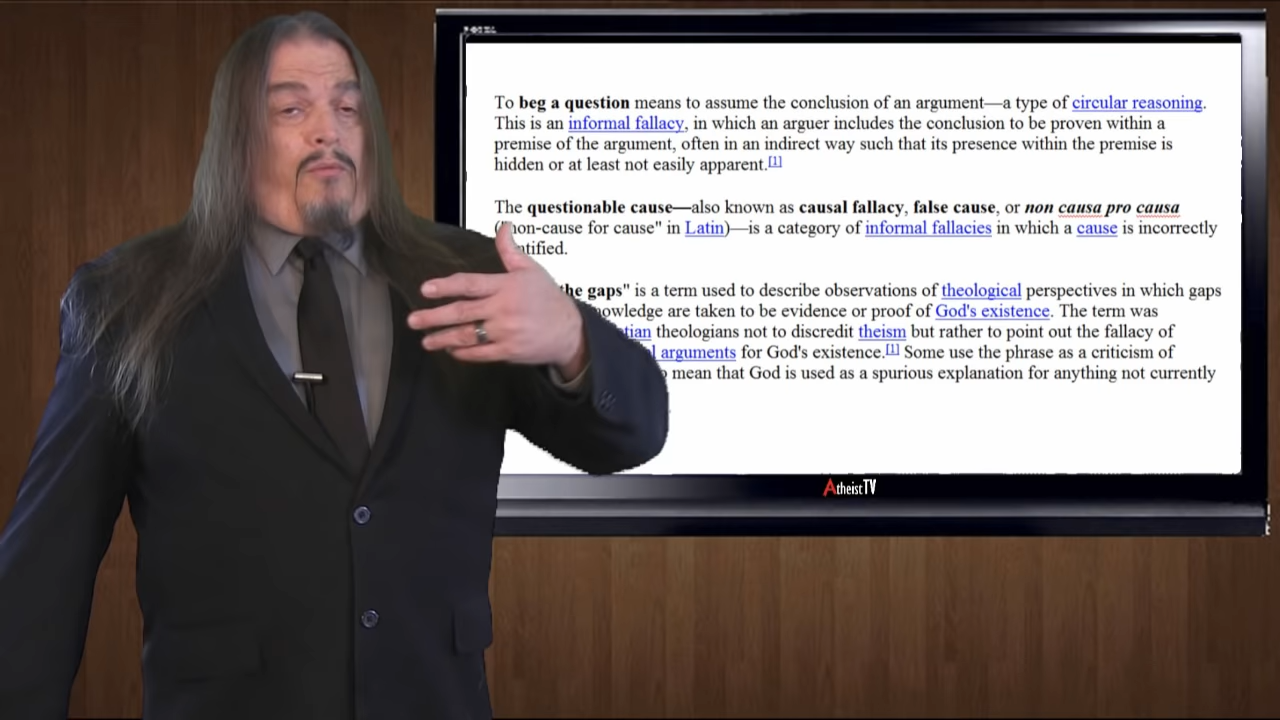 To beg a question means to assume the conclusion of an argument—a type of circular reasoning.
This is an informal fallacy, in which an arguer includes the conclusion to be proven within a
premise of the argument, often in an indirect way such that its presence within the premise is
hidden or at least not easily apparent.[1]
The questionable cause—also known as causal fallacy, false cause, or non causa pro causa
("non-cause for cause" in Latin)—is a category of informal fallacies in which a cause is incorrectly
the gaps" is a term used to describe observations of theological perspectives in which gaps
are taken to be evidence or proof of God's existence. The term was
theologians not to discredit theism but rather to point out the fallacy of
arguments for God's existence.[1] Some use the phrase as a criticism of
mean that God is used as a spurious explanation for anything not currently
AtheistTV